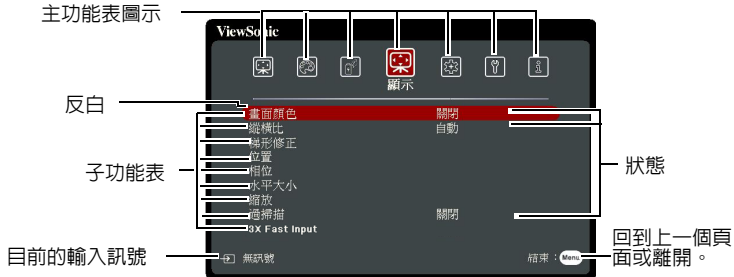 主功能表圖示
ViewSonic
顯示
反白
畫面顏色 關閉
縱橫比 自動
梯形修正
位置
相位
水平大小
縮放
過掃描 關閉
3X Fast Input
子功能表
狀態
目前的輸入訊號
無訊號
結束： Menu
回到上一個頁
面或離開。